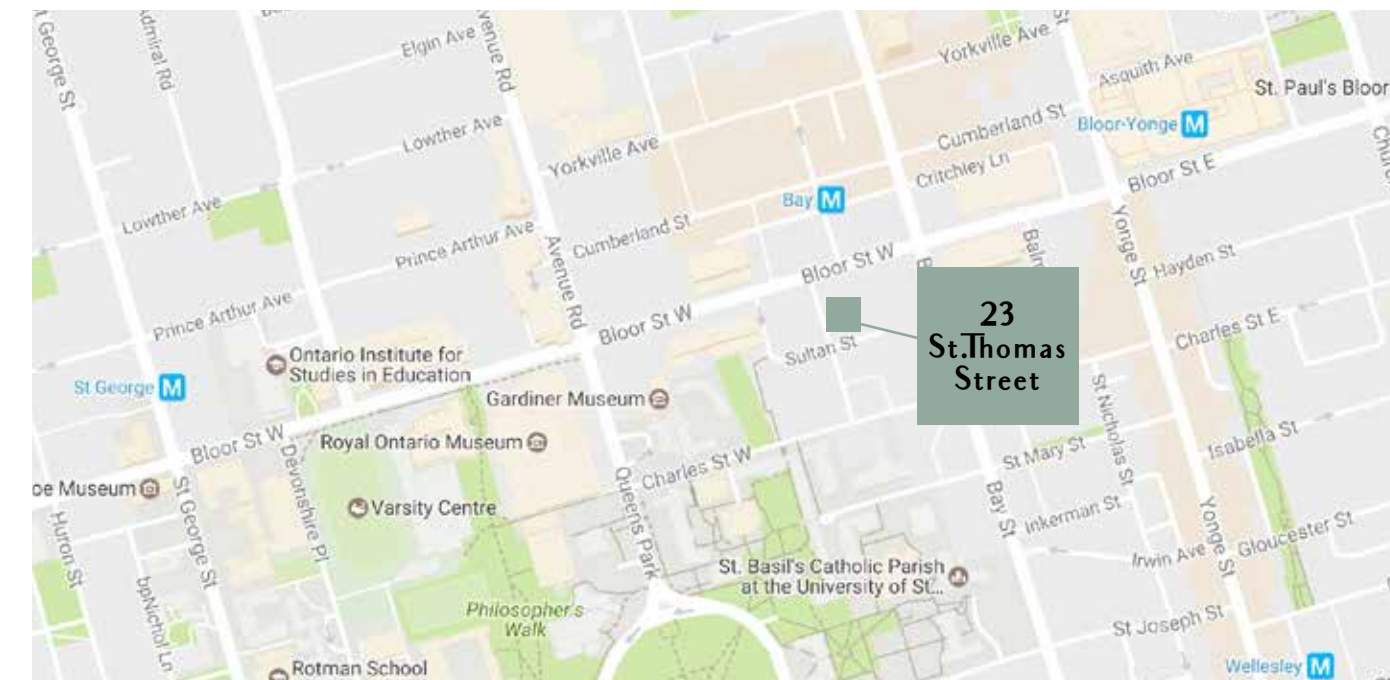 St George St
Admiral Rd
Elgin Ave
Avenue Rd
Yorkville Ave
Asquith Ave
St. Paul's Bloor
Lowther Ave
Cumberland St
Bloor-Yonge M
Yorkville Ave
Critchley Ln
Bloor St E
Bay M
Lowther Ave
Prince Arthur Ave
Avenue Rd
Cumberland St
Bloor St W
Yonge St
Hayden St
Prince Arthur Ave
Bloor St W
23
St.Thomas
Street
Charles St E
Sultan St
Ontario Institute for
Studies in Education
St George M
Gardiner Museum
St Nicholas St
Bloor St W
Royal Ontario Museum
Devonshire Pl
Charles St W
St Mary St
Isabella St
oe Museum
Varsity Centre
Queens Park
Bay St
Inkerman St
Huron St
St George St
Yonge St
Gloucester St
Irwin Ave
St. Basil's Catholic Parish
at the University of St...
bpNichol Ln
Philosopher's
Walk
St Joseph St
Rotman School
Wellesley M